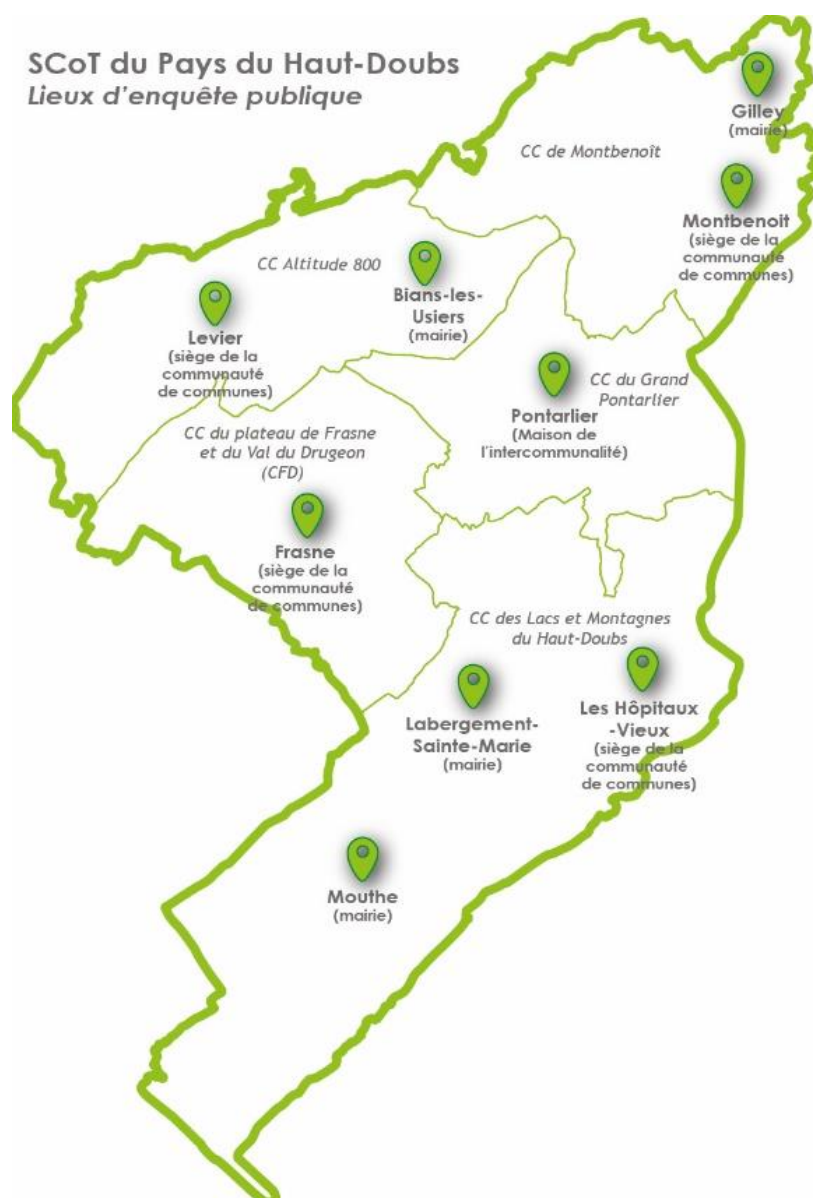 SCoT du Pays du Haut-Doubs
Lieux d'enquête publique
Gilley
(mairie)
CC de Montbenoît
Montbenoit
(siège de la
communauté
de communes)
CC Altitude 800
Bians-les-
Usiers
(mairie)
Levier
(siège de la
communauté
de communes)
CC du Grand
Pontarlier
Pontarlier
(Maison de
l'intercommunalité)
CC du plateau de Frasne
et du Val du Drugeon
(CFD)
Frasne
(siège de la
communauté
de communes)
CC des Lacs et Montagnes
du Haut-Doubs
Labergement-
Sainte-Marie
(mairie)
Les Hôpitaux
-Vieux
(siège de la
communauté
de communes)
Mouthe
(mairie)